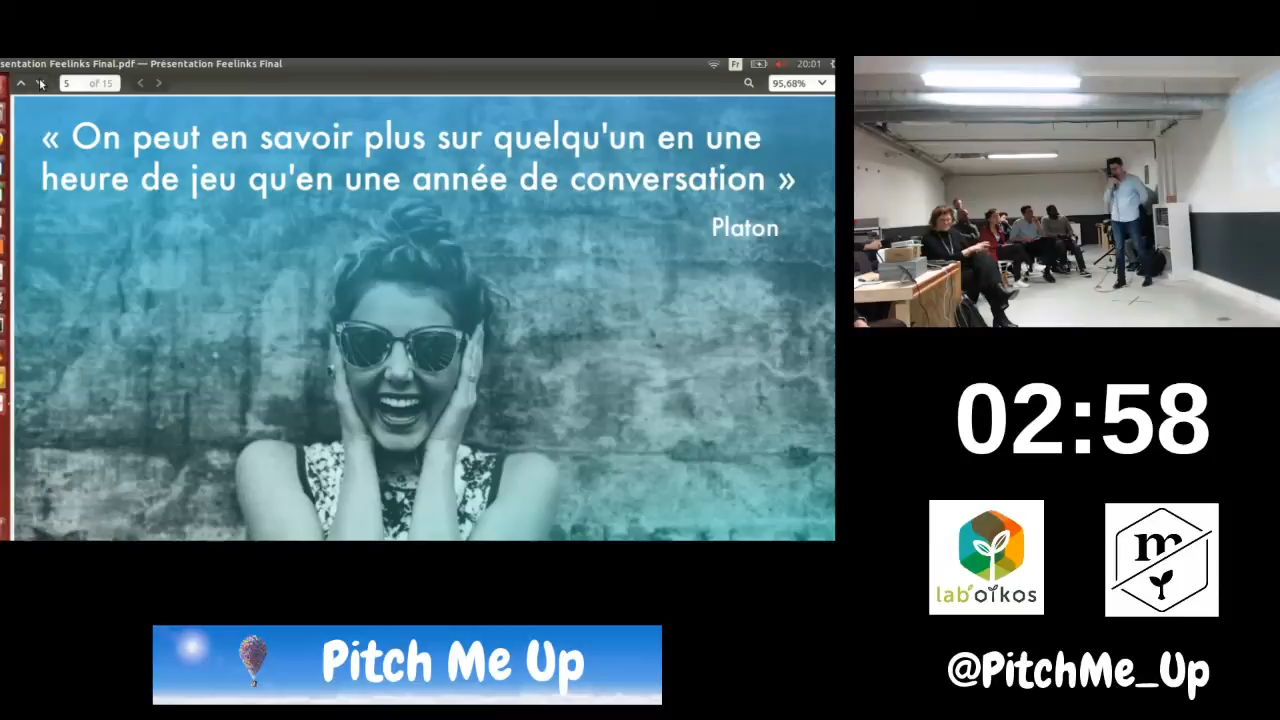 sentation Feelinks Final.pdf — Présentation Feelinks Final
Fr
20:01
5
of 15
95,68%
« On peut en savoir plus sur quelqu'un en une
heure de jeu qu'en une année de conversation »
Platon
02:58
lab'oïkos
m
Pitch Me Up
@PitchMe_Up